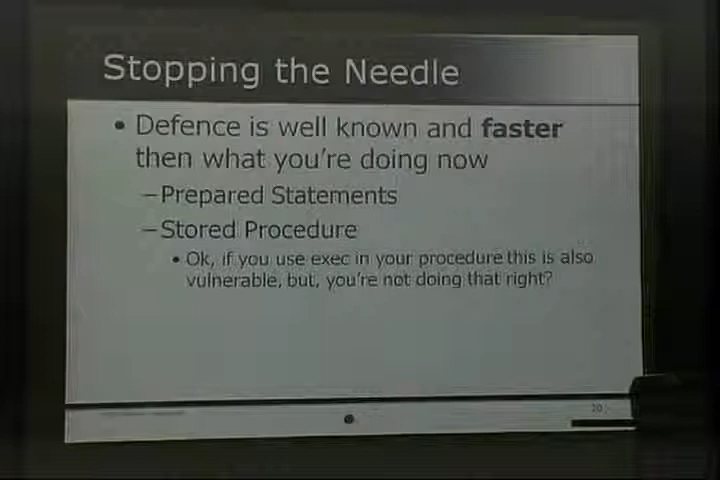 Stopping the Needle
• Defence is well known and faster
then what you're doing now
–Prepared Statements
–Stored Procedure
• Ok, if you use exec in your procedure this is also
vulnerable, but, you're not doing that right?